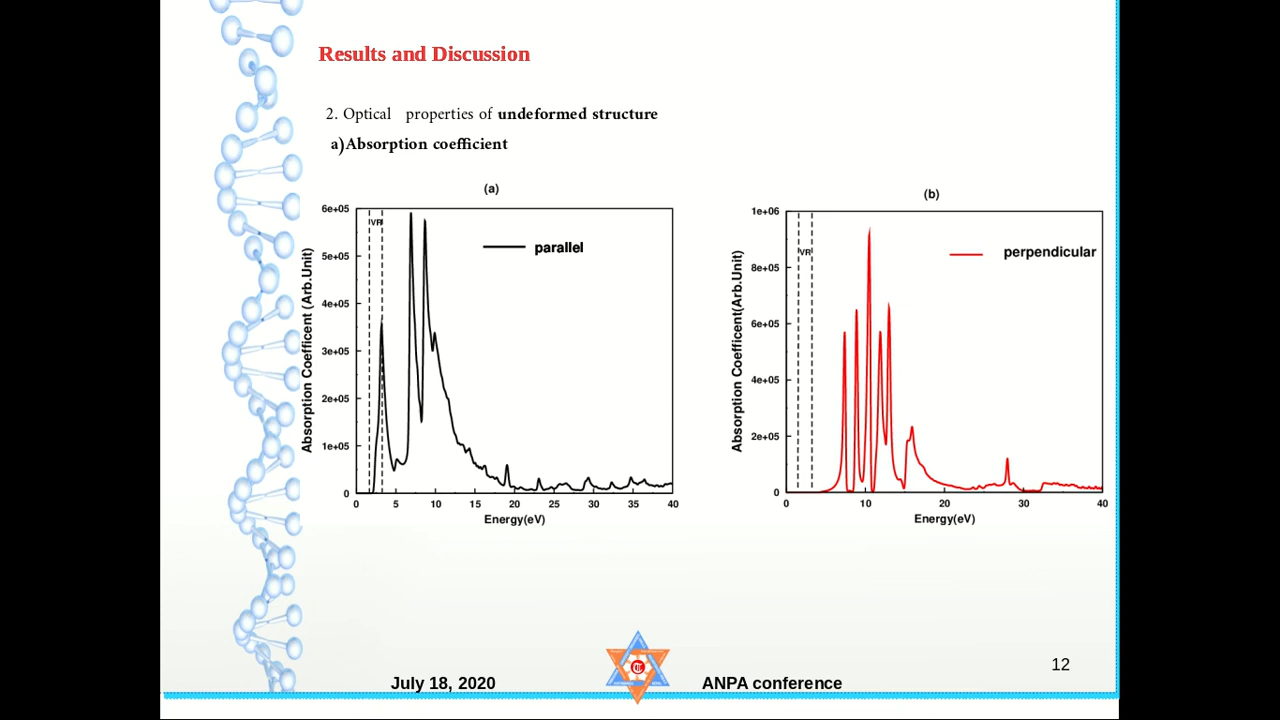 Results and Discussion
2. Optical properties of undeformed structure
a)Absorption coefficient
(a)
6e+05
5e+05
4e+05
3e+05
2e+05
1e+05
0
Absorption Coefficent (Arb.Unit)
VR
parallel
0 5 10 15 20 25 30 35 40
Energy(eV)
(b)
1e+06
8e+05
6e+05
4e+05
2e+05
0
Absorption Coefficent(Arb.Unit)
VR
perpendicular
0 10 20 30 40
Energy(eV)
12
July 18, 2020
ANPA conference